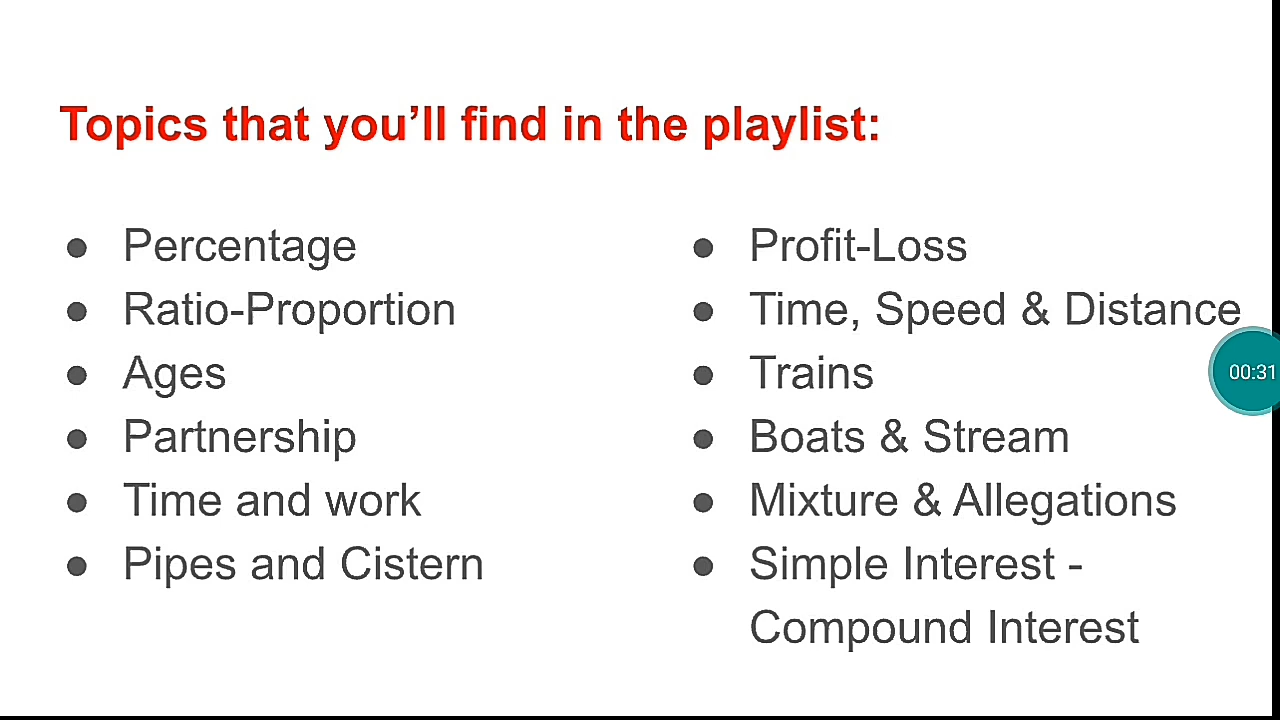 Topics that you’ll find in the playlist:
● Percentage
● Ratio-Proportion
● Ages
● Partnership
● Time and work
● Pipes and Cistern
● Profit-Loss
● Time, Speed & Distance
● Trains
● Boats & Stream
● Mixture & Allegations
● Simple Interest -
Compound Interest
00:31